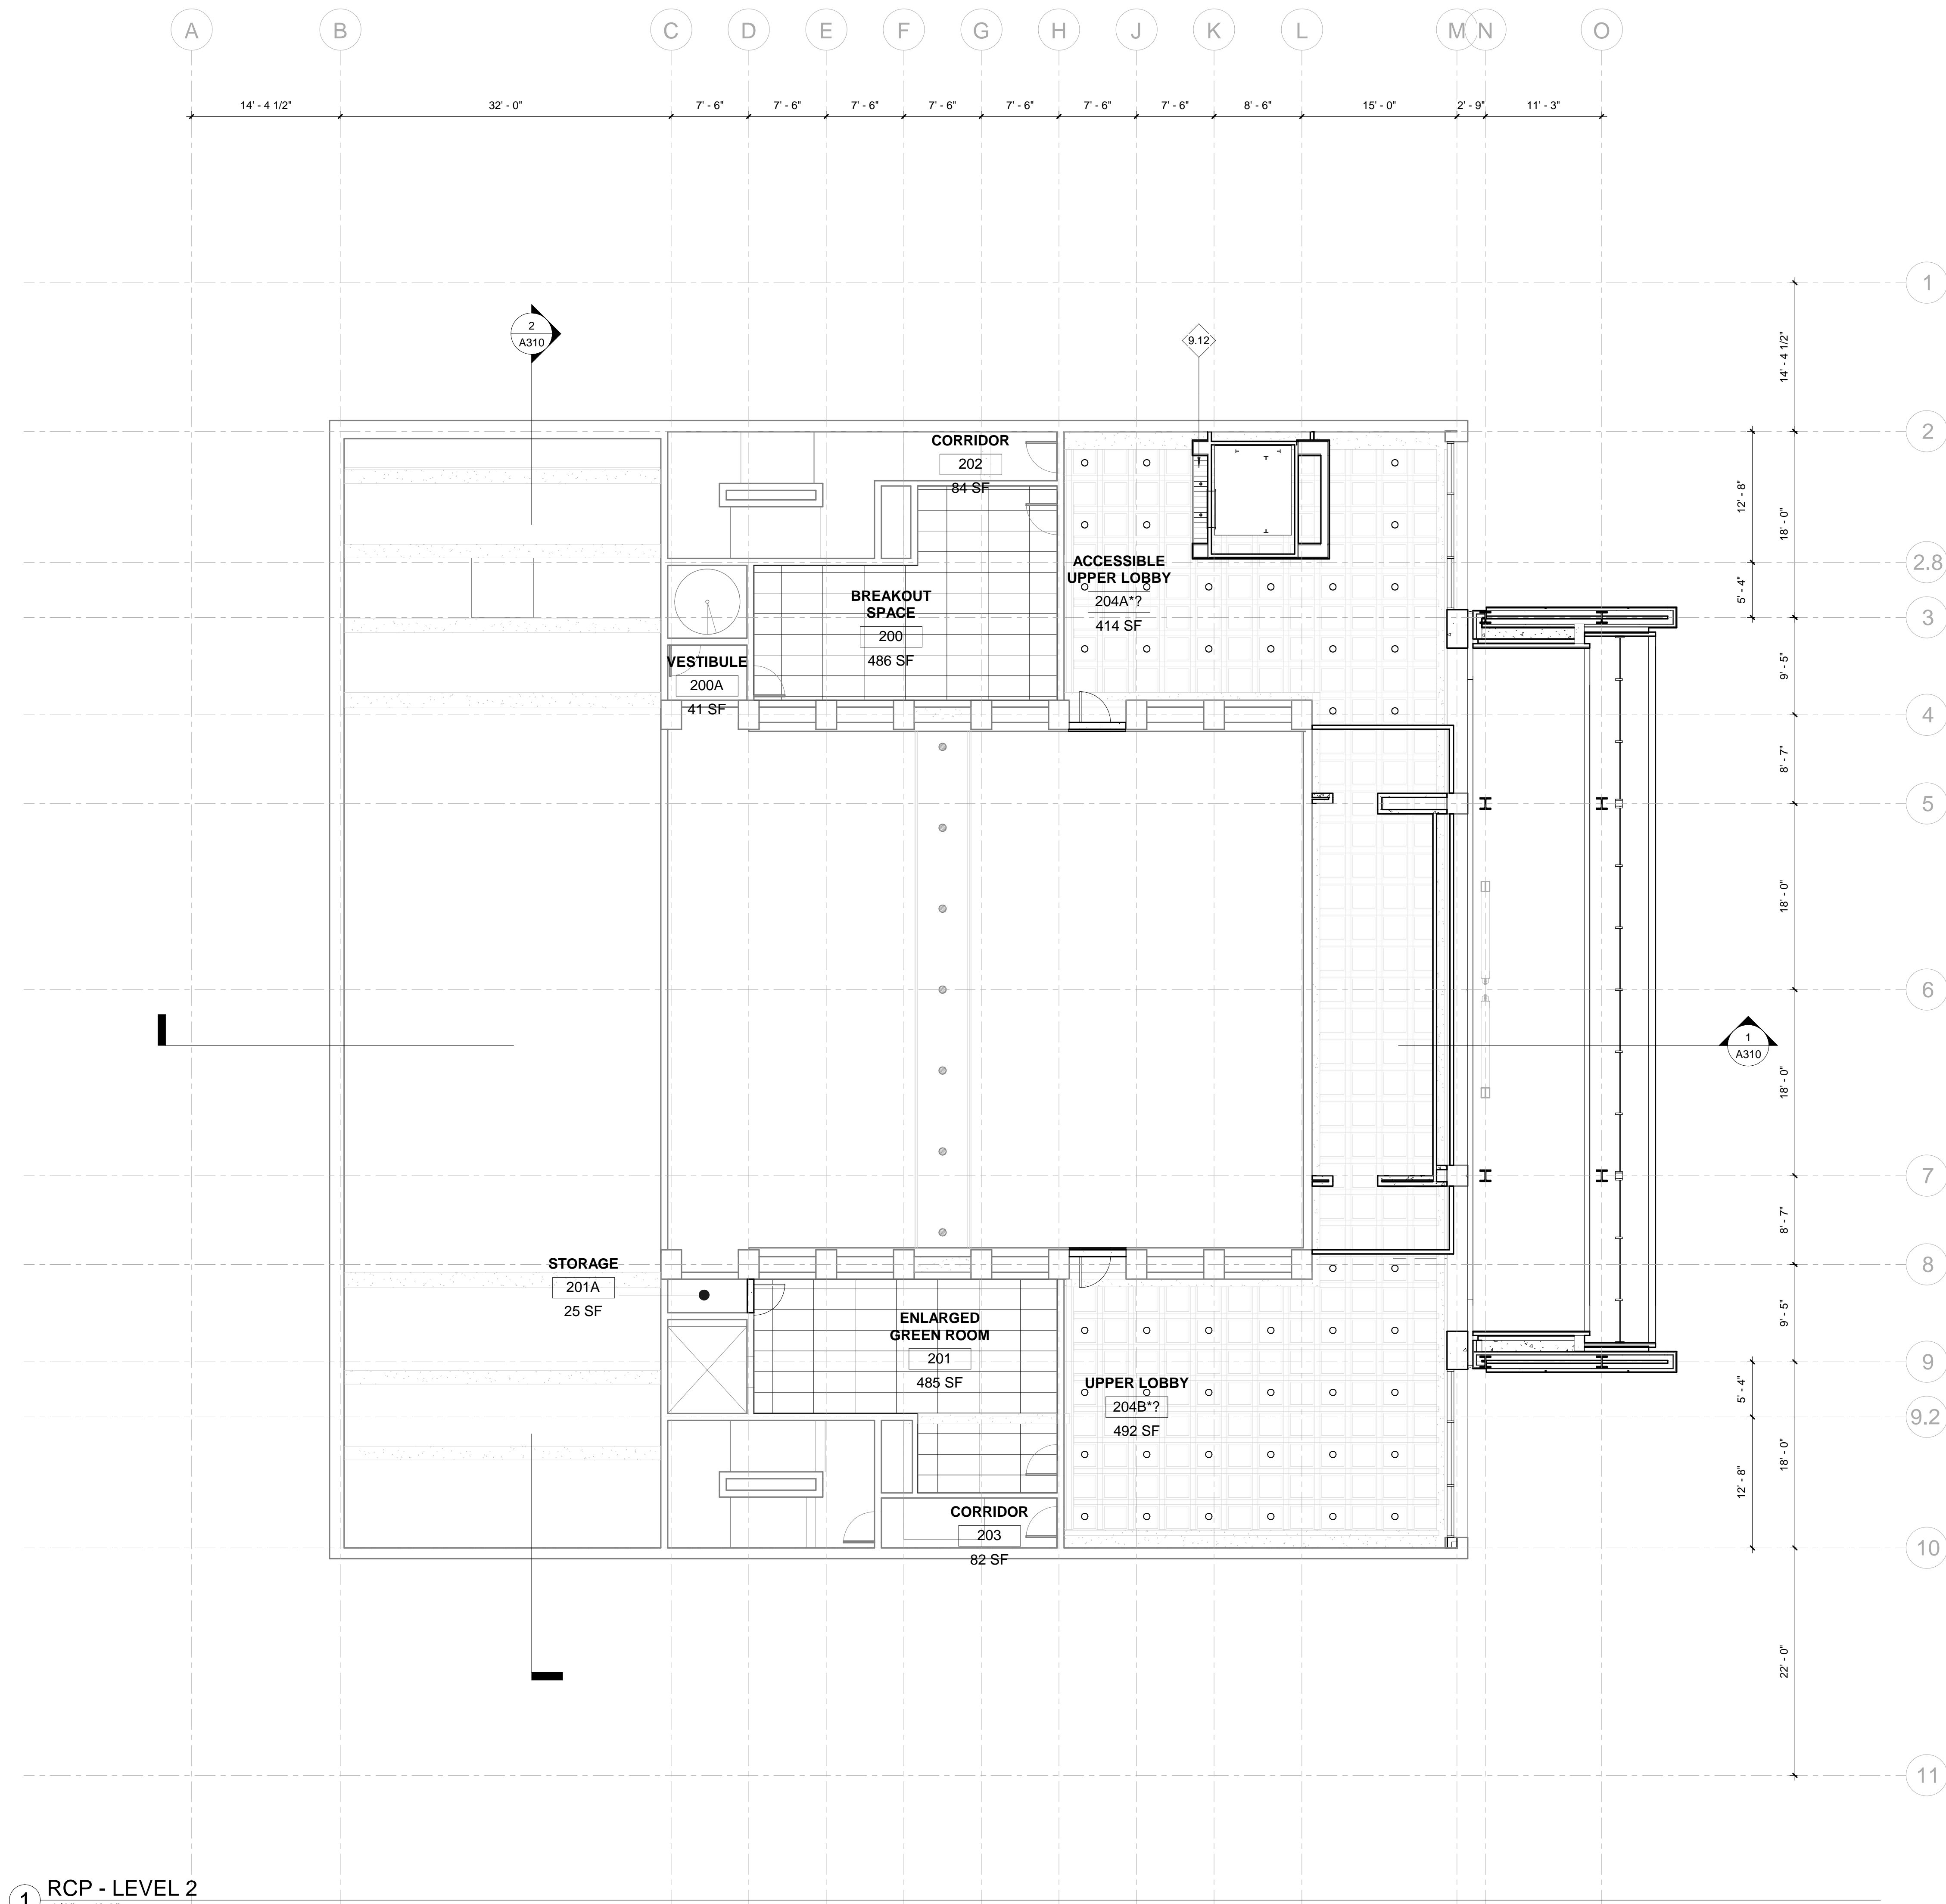 A B C D E F G H J K L M N O
14' - 4 1/2" 32' - 0" 7' - 6" 7' - 6" 7' - 6" 7' - 6" 7' - 6" 7' - 6" 7' - 6" 8' - 6" 15' - 0" 2' - 9" 11' - 3"
1
2
A310
9.12
14' - 4 1/2"
2
CORRIDOR
202
84 SF
12' - 8"
18' - 0"
2.8
ACCESSIBLE
UPPER LOBBY
204A*?
414 SF
BREAKOUT
SPACE
200
486 SF
5' - 4"
3
VESTIBULE
200A
41 SF
9' - 5"
4
8' - 7"
5
18' - 0"
6
1
A310
18' - 0"
7
8' - 7"
8
STORAGE
201A
25 SF
ENLARGED
GREEN ROOM
201
485 SF
9' - 5"
9
UPPER LOBBY
204B*?
492 SF
5' - 4"
9.2
18' - 0"
12' - 8"
CORRIDOR
203
82 SF
10
22' - 0"
11
1
RCP - LEVEL 2